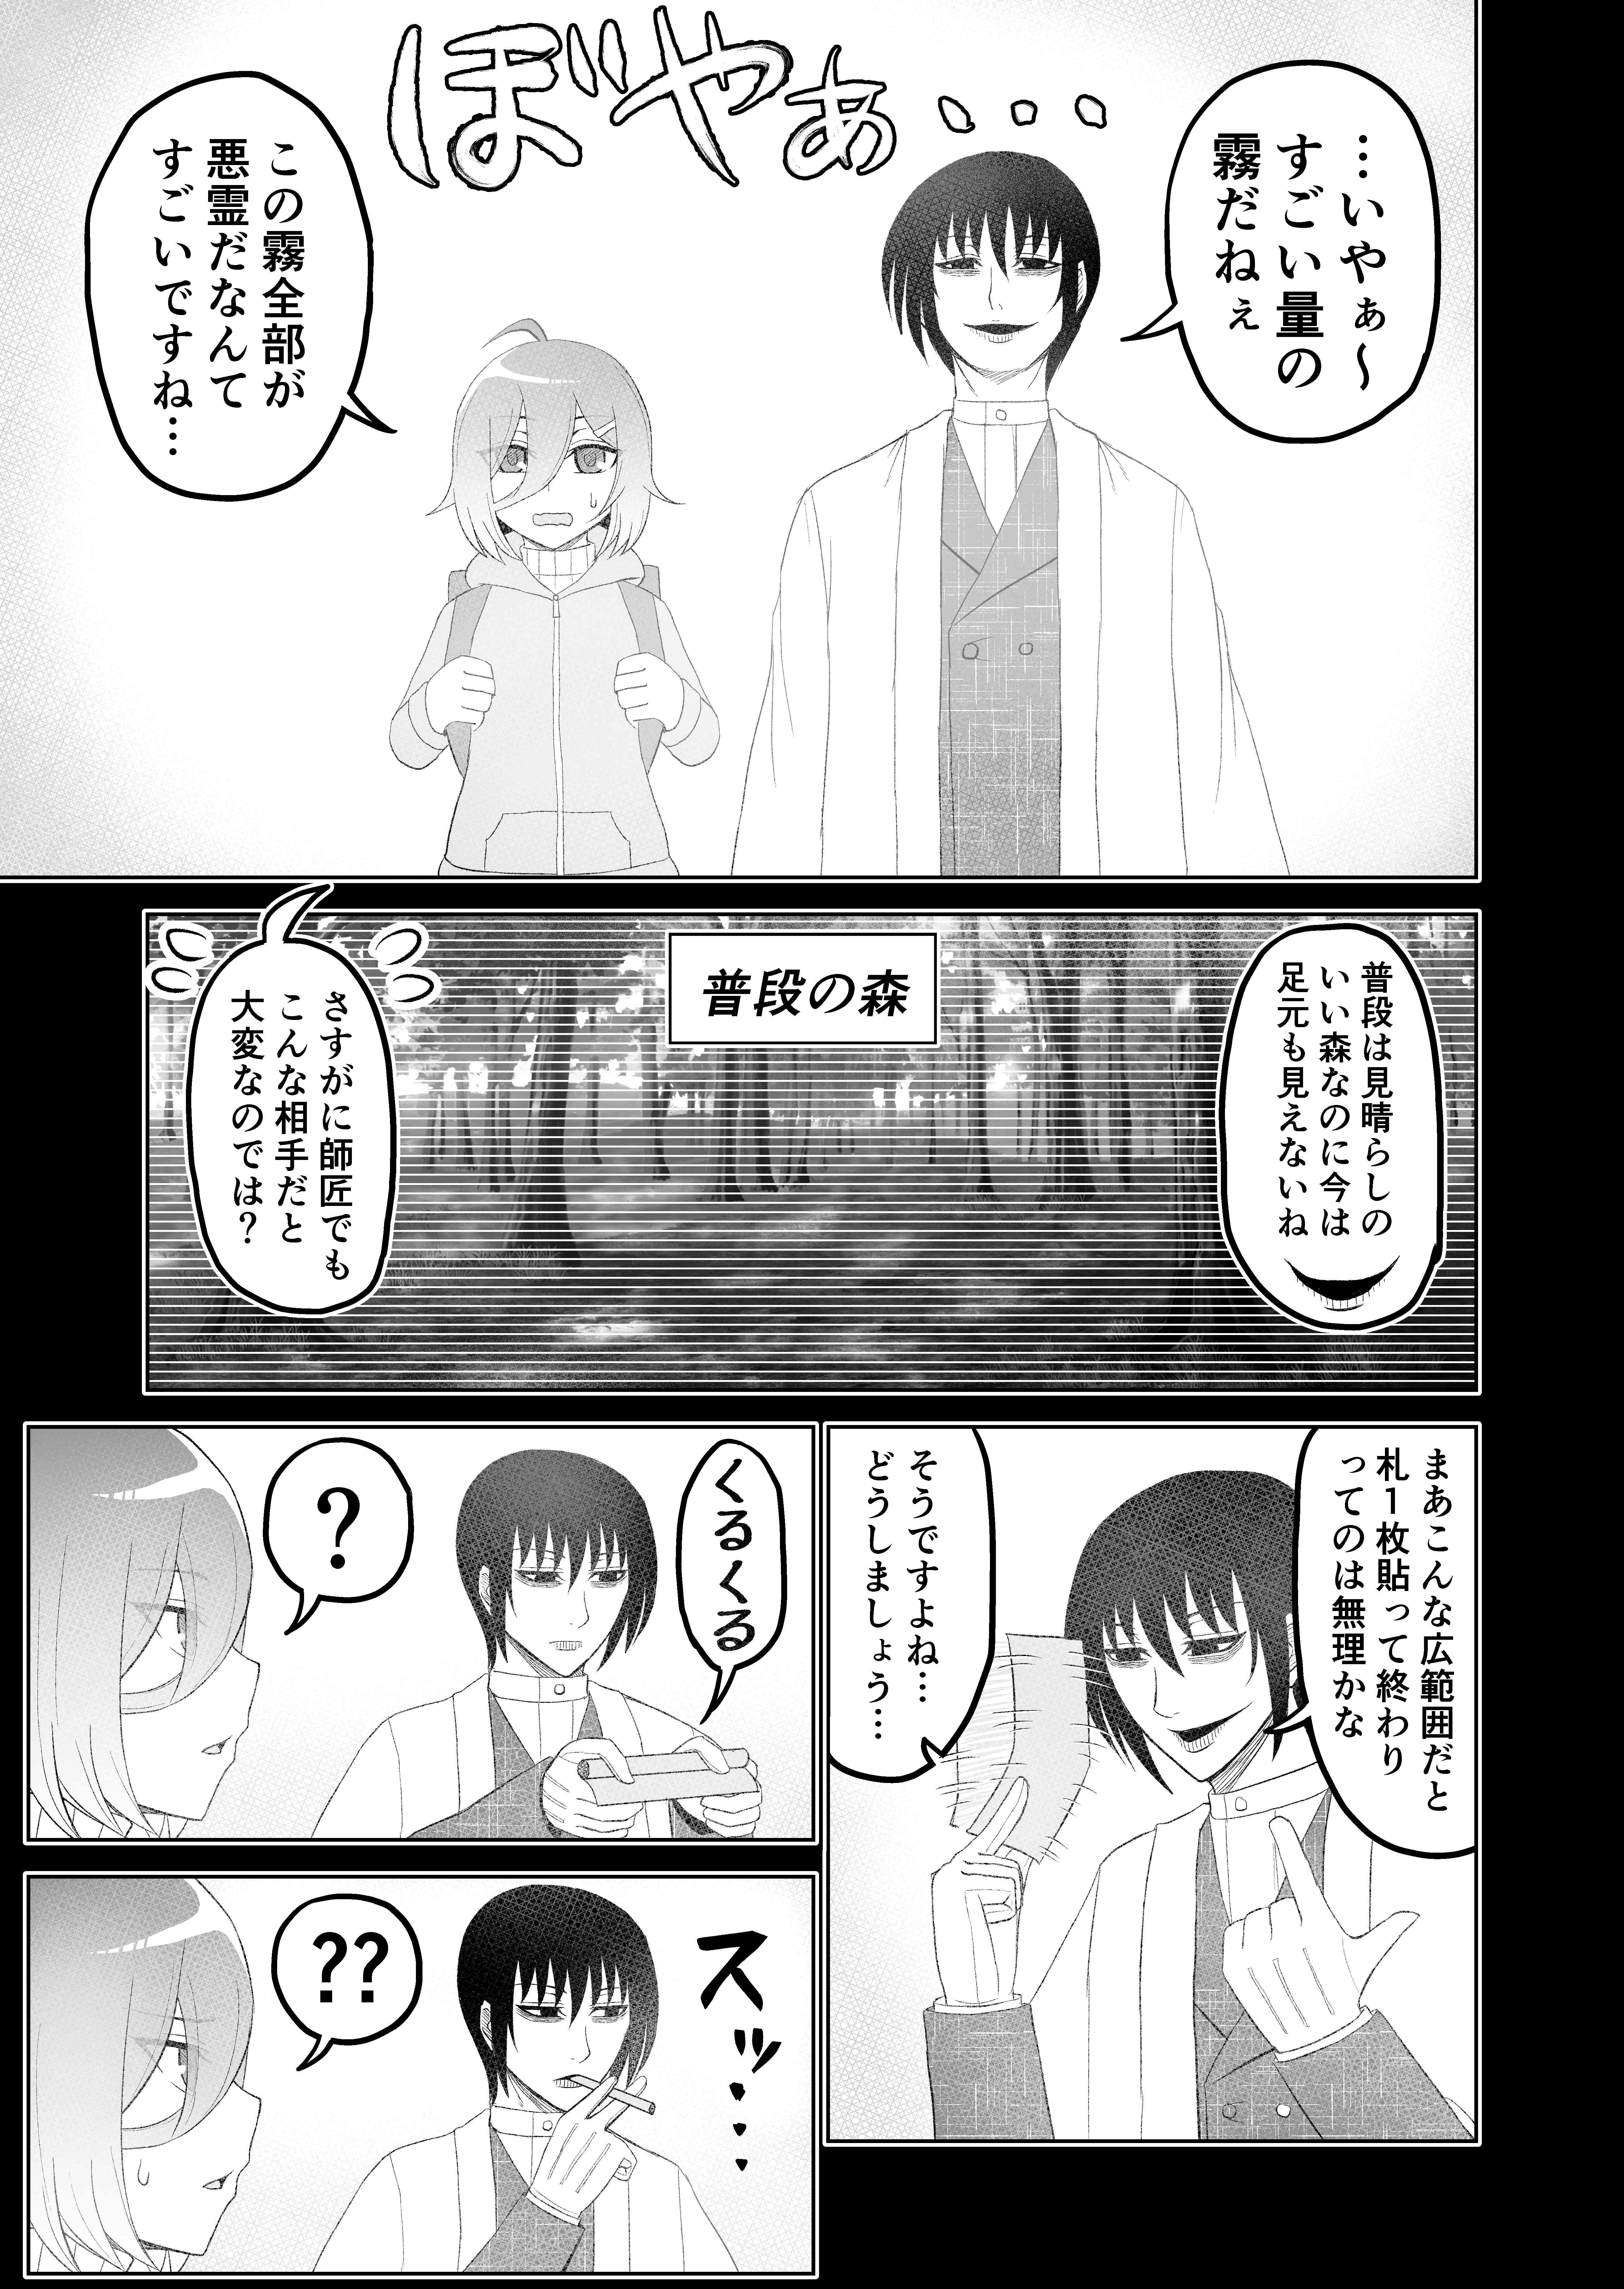 …いやぁ〜
すごい量の
霧だねぇ
ぼやぁ・・・
この霧全部が
悪霊だなんて
すごいですね…
普段は見晴らしの
いい森なのに今は
足元も見えないね
普段の森
さすがに師匠でも
こんな相手だと
大変なのでは？
まあこんな広範囲だと
札1枚貼って終わり
ってのは無理かな
そうですよね…
どうしましょう…
くるくる
？
スッ・・・・
??